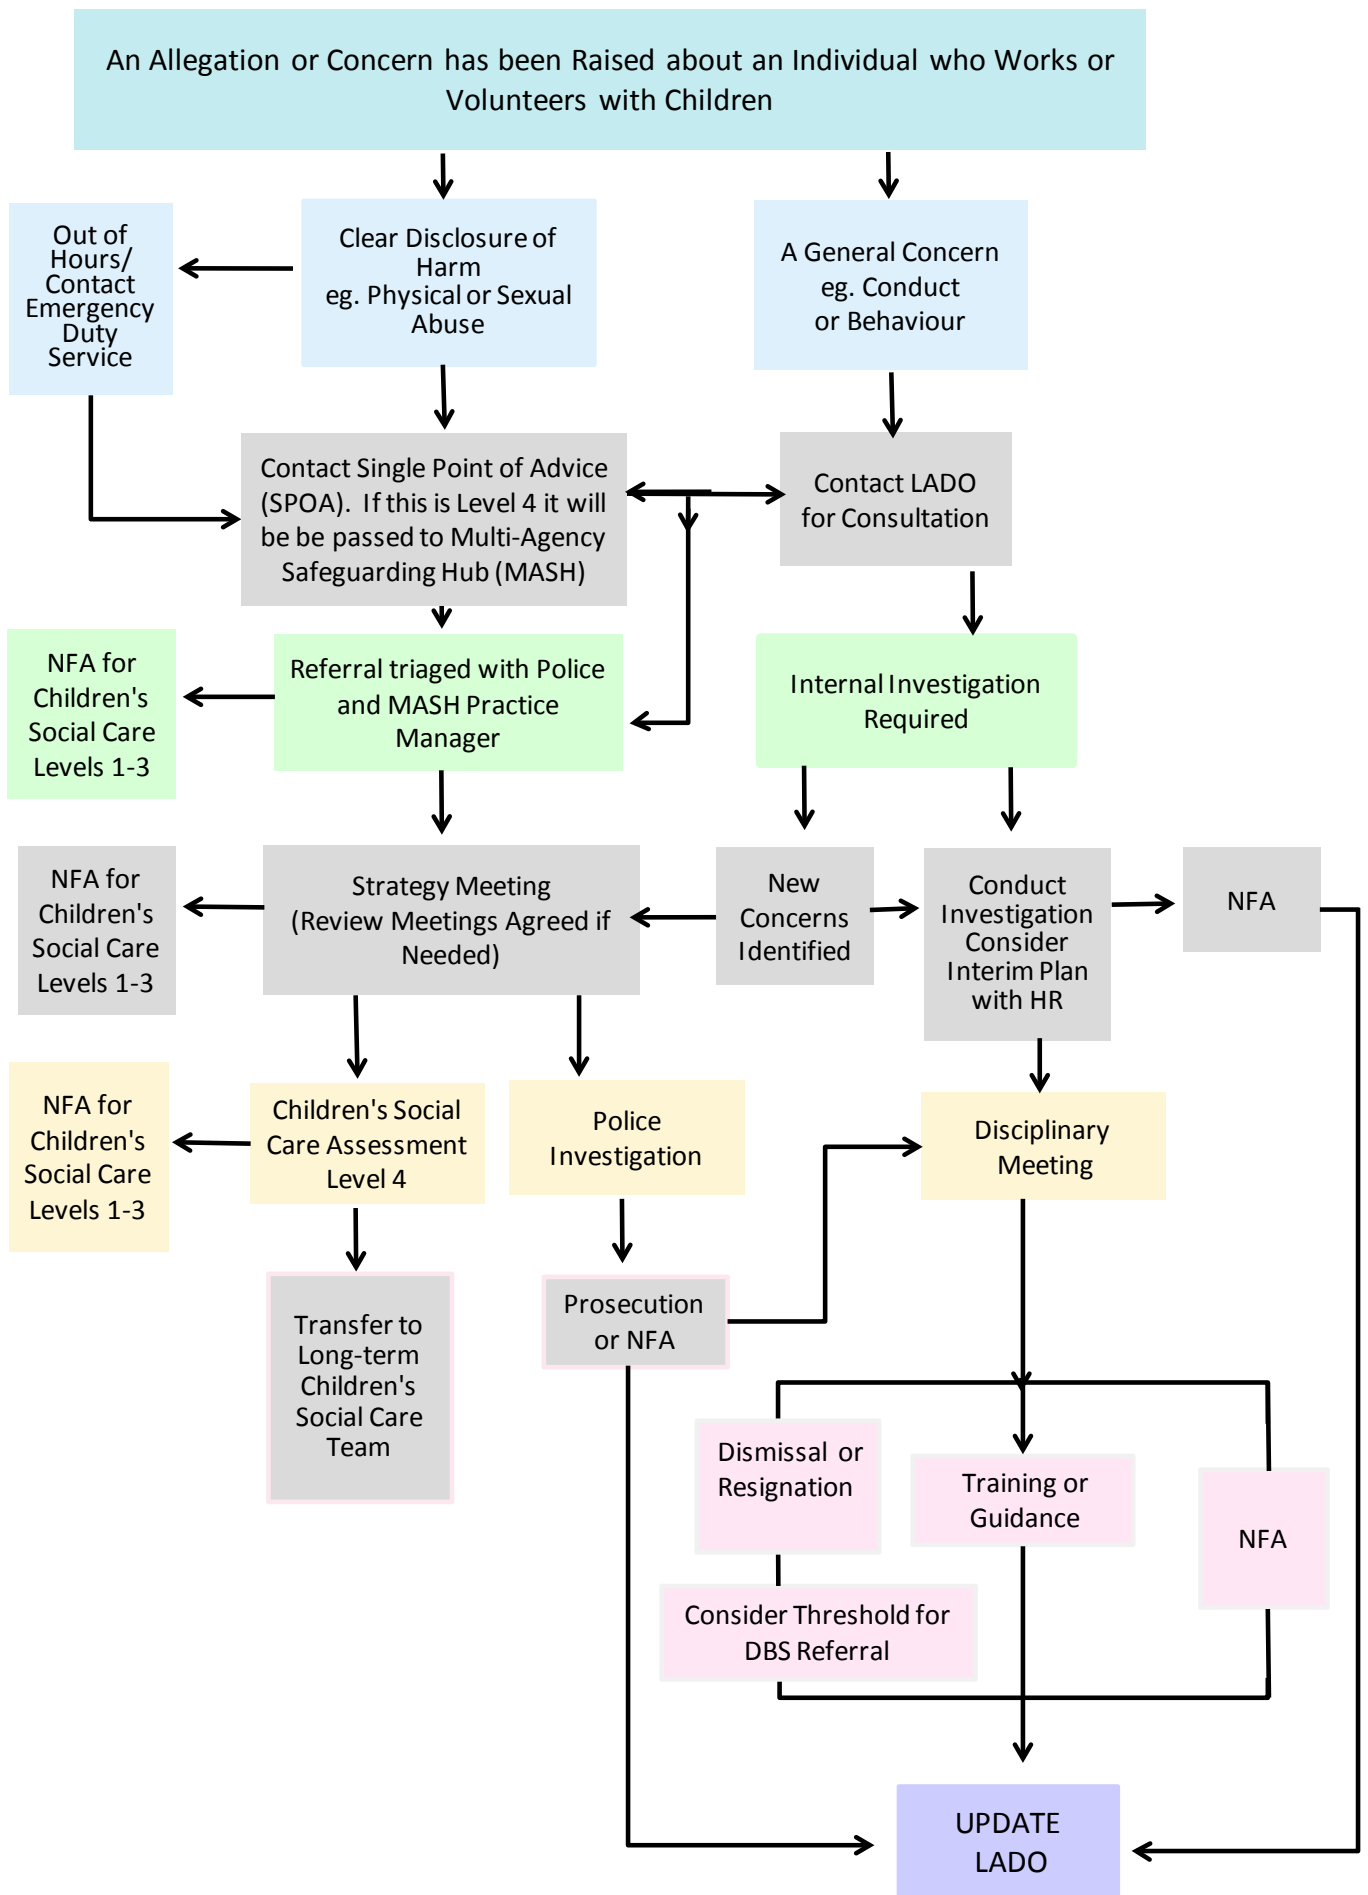 An Allegation or Concern has been Raised about an Individual who Works or
Volunteers with Children
Out of
Hours/
Contact
Emergency
Duty
Service
Clear Disclosure of
Harm
eg. Physical or Sexual
Abuse
A General Concern
eg. Conduct
or Behaviour
Contact Single Point of Advice
(SPOA). If this is Level 4 it will
be be passed to Multi-Agency
Safeguarding Hub (MASH)
Contact LADO
for Consultation
NFA for
Children's
Social Care
Levels 1-3
Referral triaged with Police
and MASH Practice
Manager
Internal Investigation
Required
NFA for
Children's
Social Care
Levels 1-3
Strategy Meeting
(Review Meetings Agreed if
Needed)
New
Concerns
Identified
Conduct
Investigation
Consider
Interim Plan
with HR
NFA
NFA for
Children's
Social Care
Levels 1-3
Children's Social
Care Assessment
Level 4
Police
Investigation
Disciplinary
Meeting
Transfer to
Long-term
Children's
Social Care
Team
Prosecution
or NFA
Dismissal or
Resignation
Training or
Guidance
NFA
Consider Threshold for
DBS Referral
UPDATE
LADO